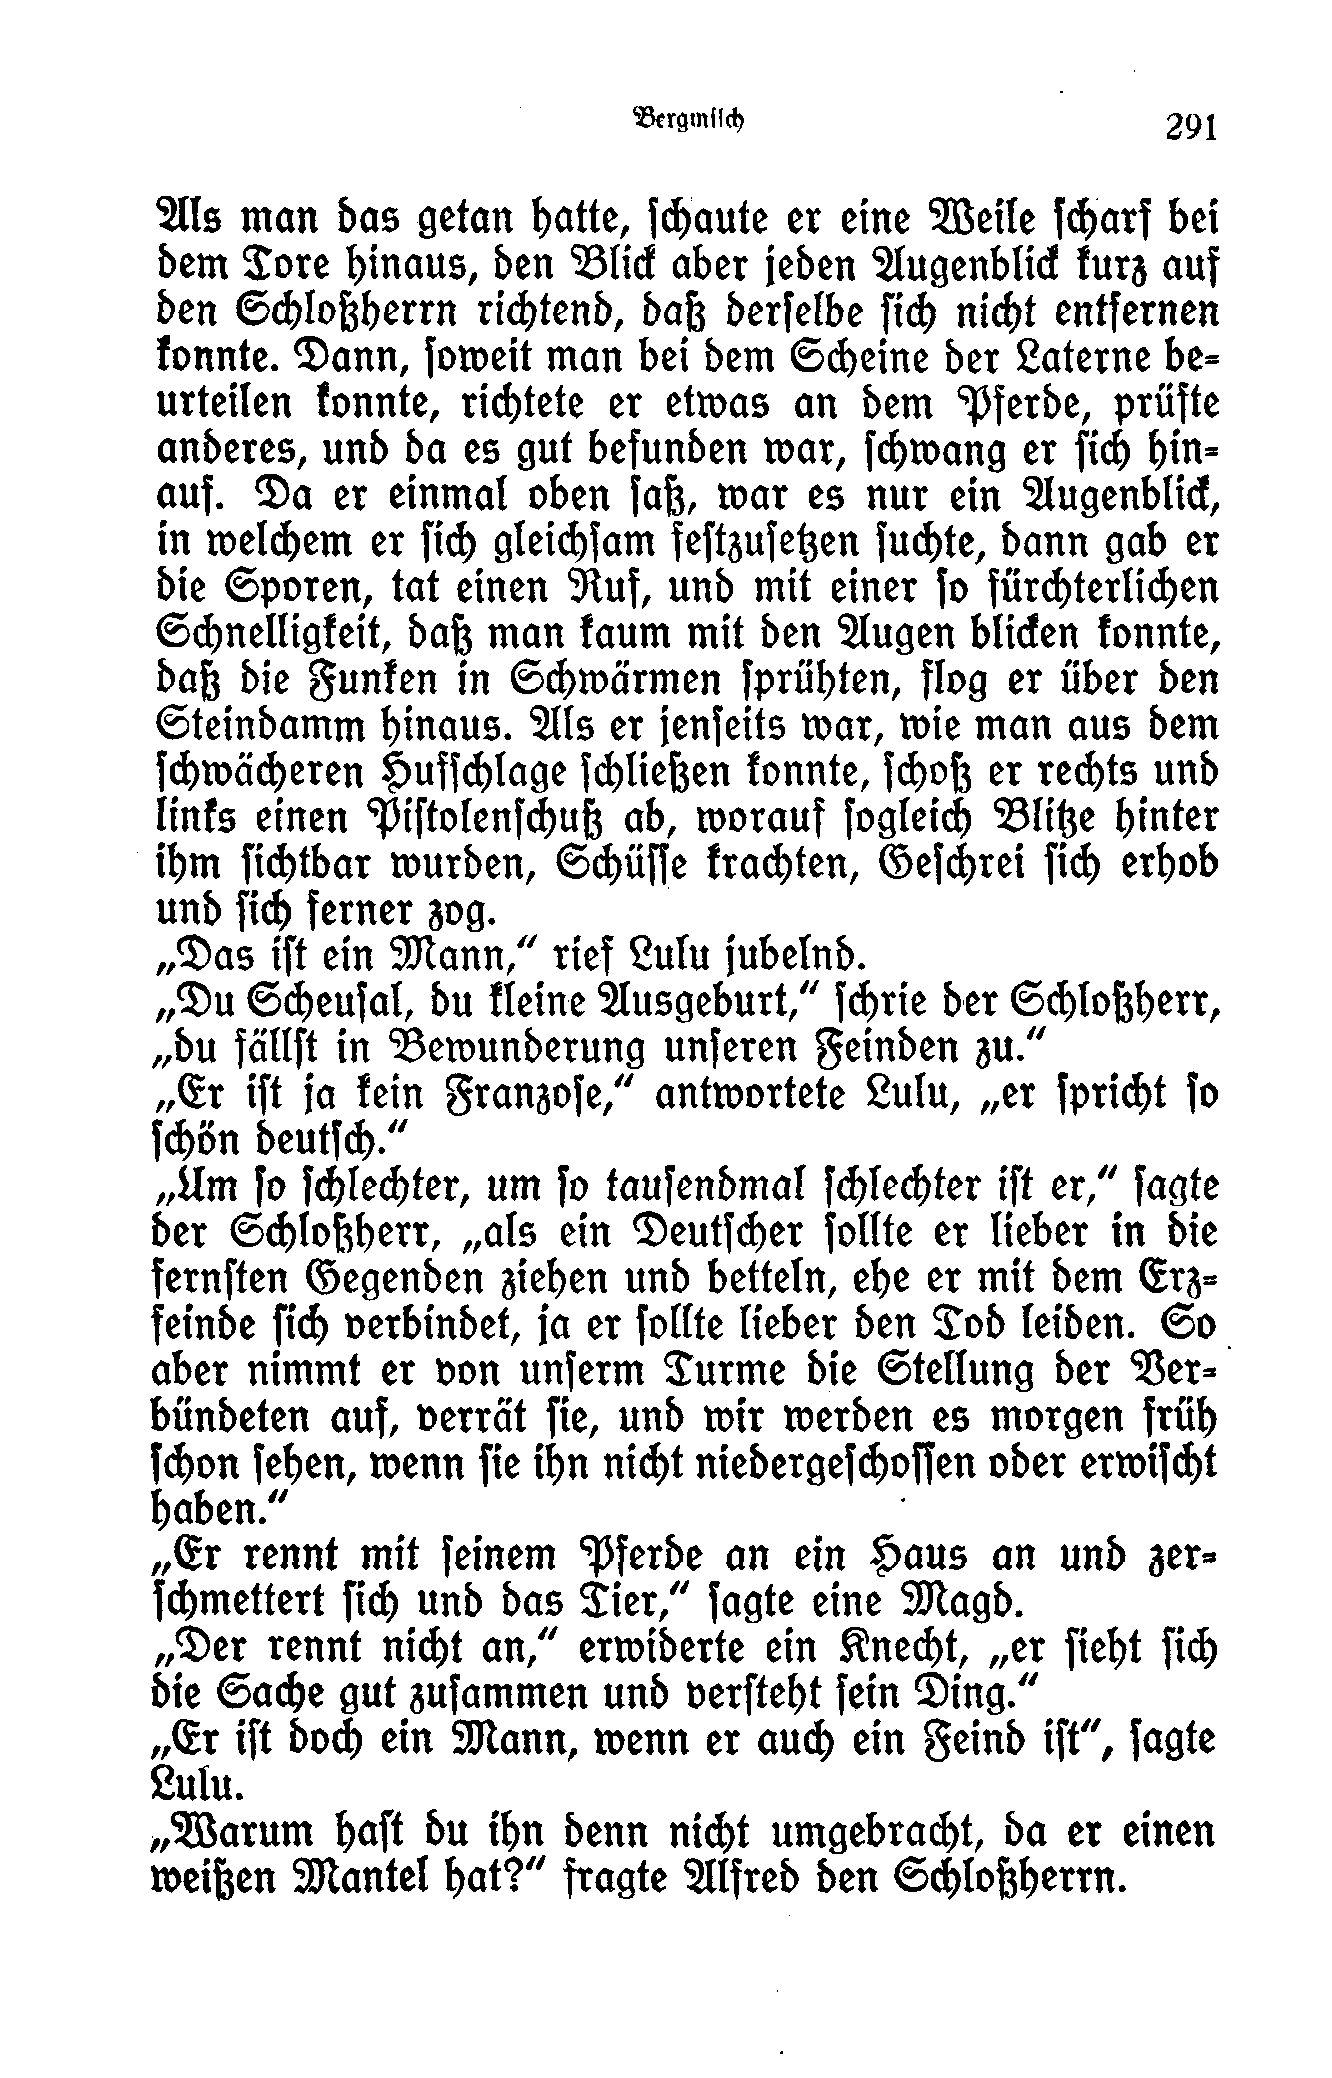 Bergmilch
291
Als man das getan hatte, schaute er eine Weile scharf bei
dem Tore hinaus, den Blick aber jeden Augenblick kurz auf
den Schloßherrn richtend, daß derselbe sich nicht entfernen
konnte. Dann, soweit man bei dem Scheine der Laterne be-
urteilen konnte, richtete er etwas an dem Pferde, prüfte
anderes, und da es gut befunden war, schwang er sich hin-
auf. Da er einmal oben saß, war es nur ein Augenblick,
in welchem er sich gleichsam festzusetzen suchte, dann gab er
die Sporen, tat einen Ruf, und mit einer so fürchterlichen
Schnelligkeit, daß man kaum mit den Augen blicken konnte,
daß die Funken in Schwärmen sprühten, flog er über den
Steindamm hinaus. Als er jenseits war, wie man aus dem
schwächeren Hufschlage schließen konnte, schoß er rechts und
links einen Pistolenschuß ab, worauf sogleich Blitze hinter
ihm sichtbar wurden, Schüsse krachten, Geschrei sich erhob
und sich ferner zog.
„Das ist ein Mann,“ rief Lulu jubelnd.
„Du Scheusal, du kleine Ausgeburt,“ schrie der Schloßherr,
„du fällst in Bewunderung unseren Feinden zu.“
„Er ist ja kein Franzose,“ antwortete Lulu, „er spricht so
schön deutsch.“
„Um so schlechter, um so tausendmal schlechter ist er,“ sagte
der Schloßherr, „als ein Deutscher sollte er lieber in die
fernsten Gegenden ziehen und betteln, ehe er mit dem Erz-
feinde sich verbindet, ja er sollte lieber den Tod leiden. So
aber nimmt er von unserm Turme die Stellung der Ver-
bündeten auf, verrät sie, und wir werden es morgen früh
schon sehen, wenn sie ihn nicht niedergeschossen oder erwischt
haben.“
„Er rennt mit seinem Pferde an ein Haus an und zer-
schmettert sich und das Tier,“ sagte eine Magd.
„Der rennt nicht an,“ erwiderte ein Knecht, „er sieht sich
die Sache gut zusammen und versteht sein Ding.“
„Er ist doch ein Mann, wenn er auch ein Feind ist“, sagte
Lulu.
„Warum hast du ihn denn nicht umgebracht, da er einen
weißen Mantel hat?“ fragte Alfred den Schloßherrn.